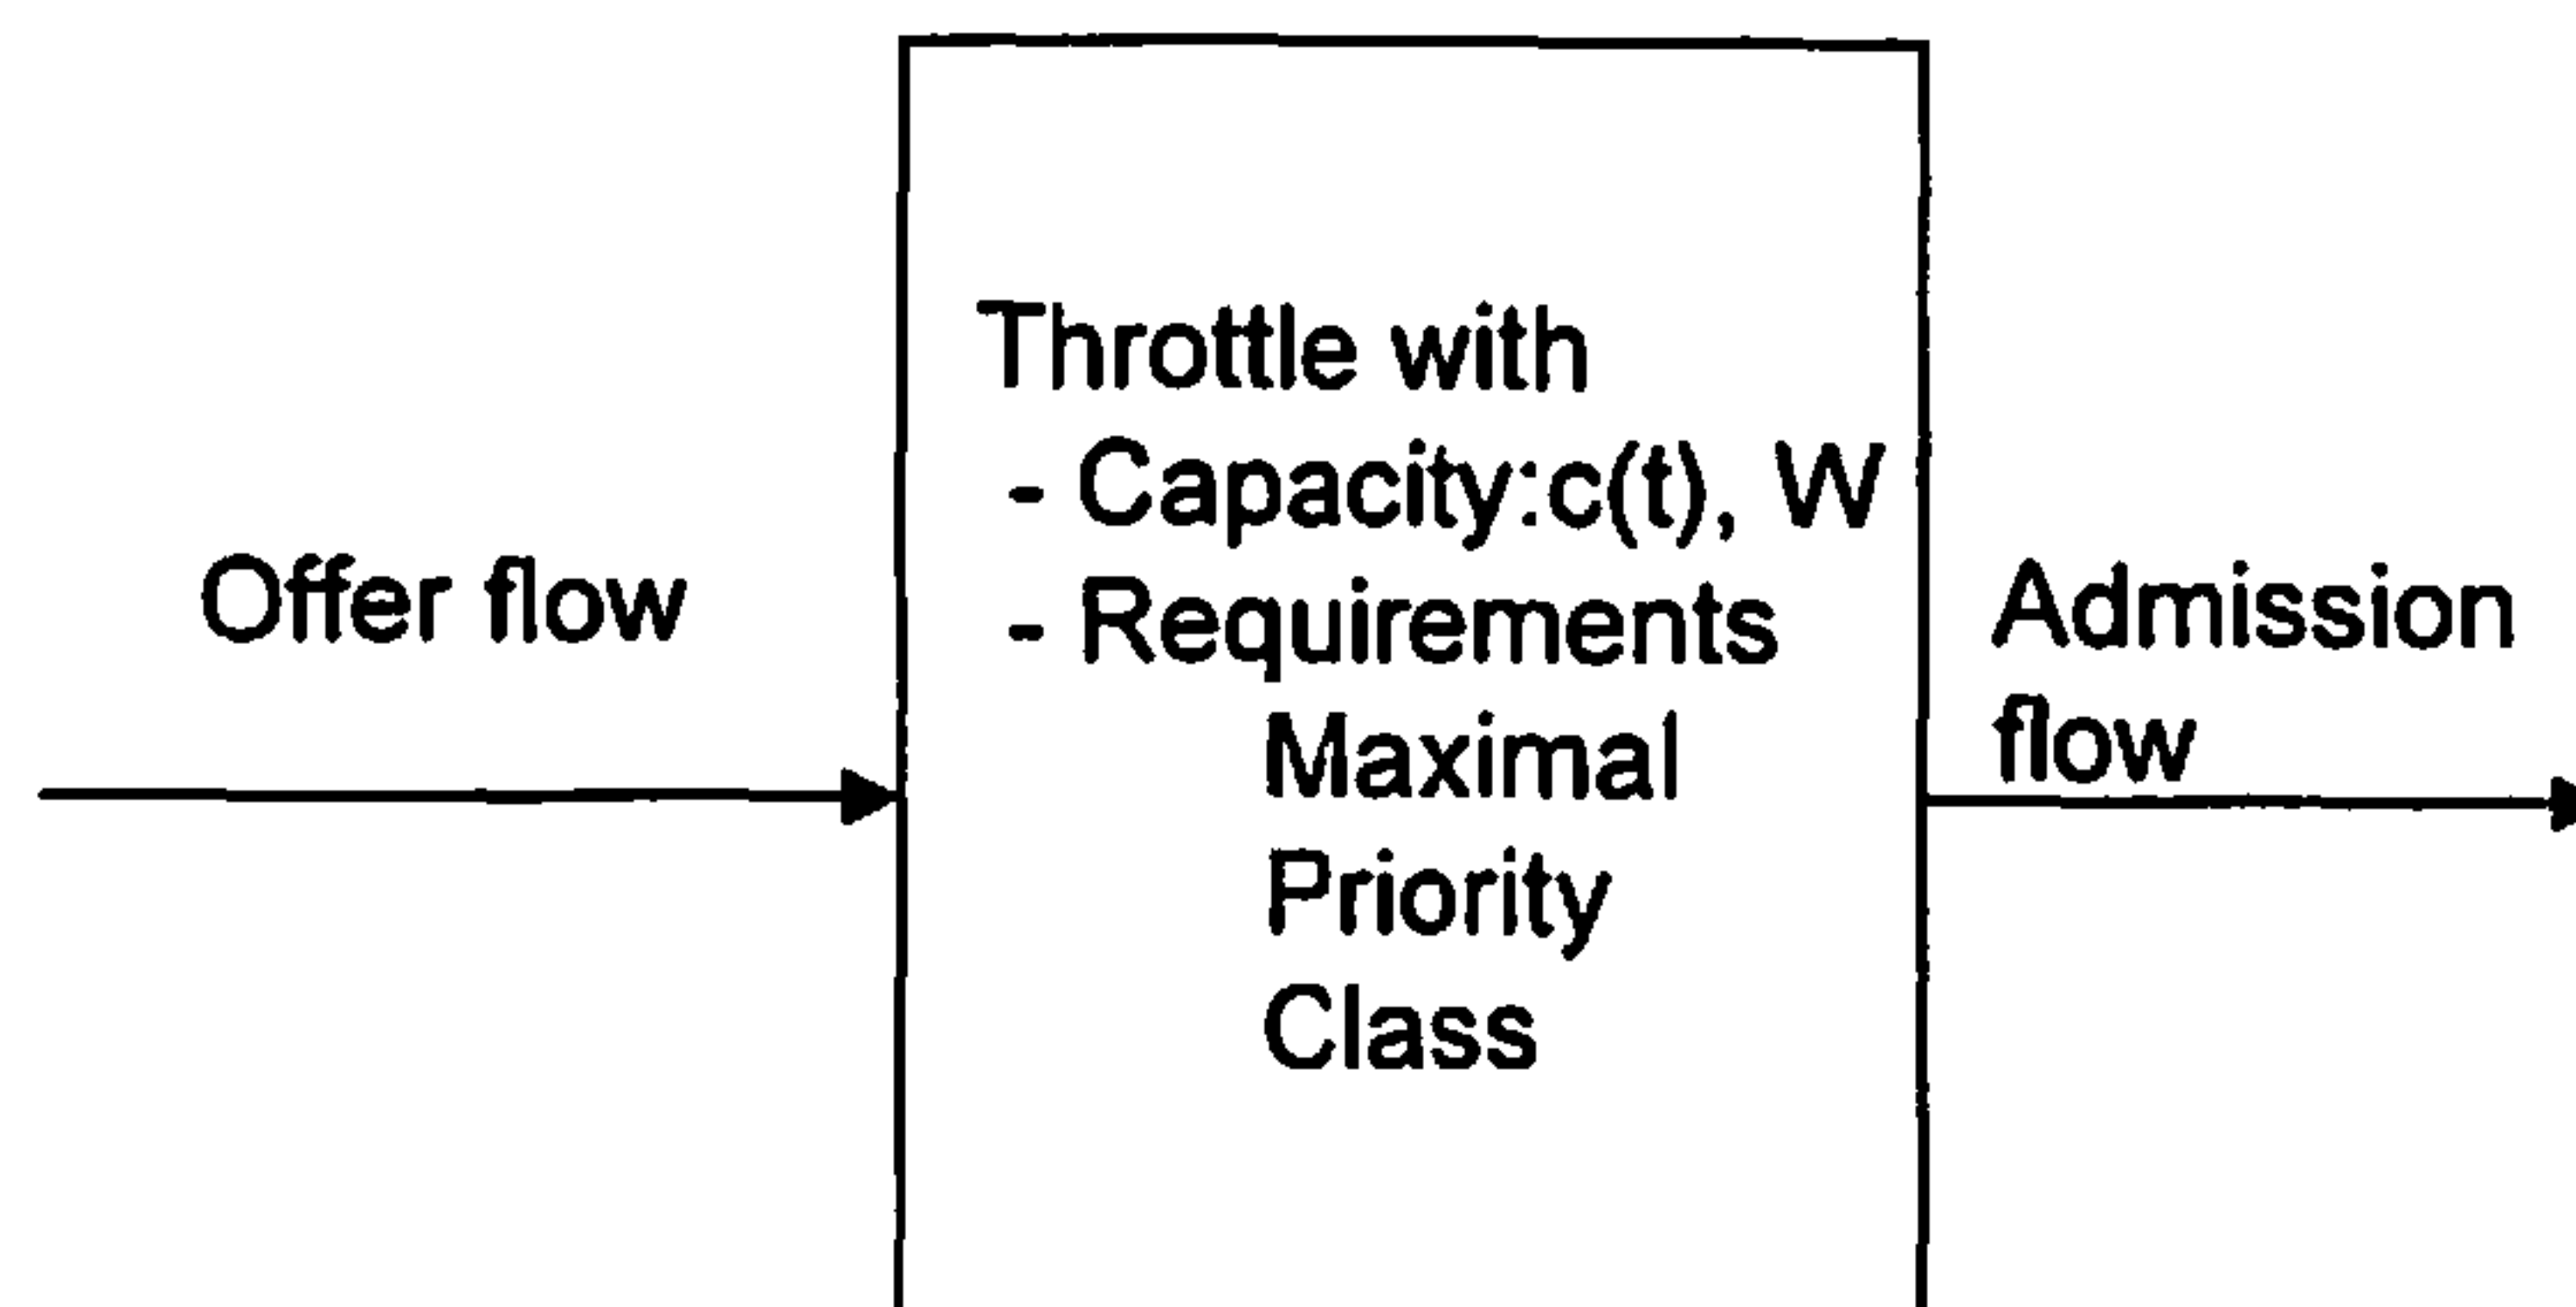 Offer flow
Throttle with
- Capacity:c(t), W
- Requirements
Maximal
Priority
Class
Admission
flow